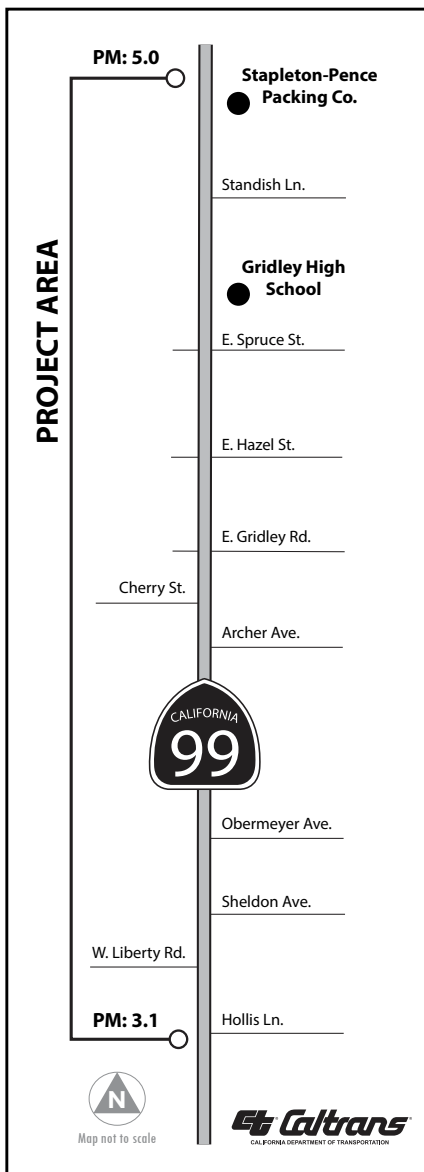 PM: 5.0
Stapleton-Pence
Packing Co.
Standish Ln.
PROJECT AREA
Gridley High
School
E. Spruce St.
E. Hazel St.
E. Gridley Rd.
Cherry St.
Archer Ave.
CALIFORNIA
99
Obermeyer Ave.
Sheldon Ave.
W. Liberty Rd.
PM: 3.1
Hollis Ln.
N
Map not to scale
Ct Caltrans
CALIFORNIA DEPARTMENT OF TRANSPORTATION